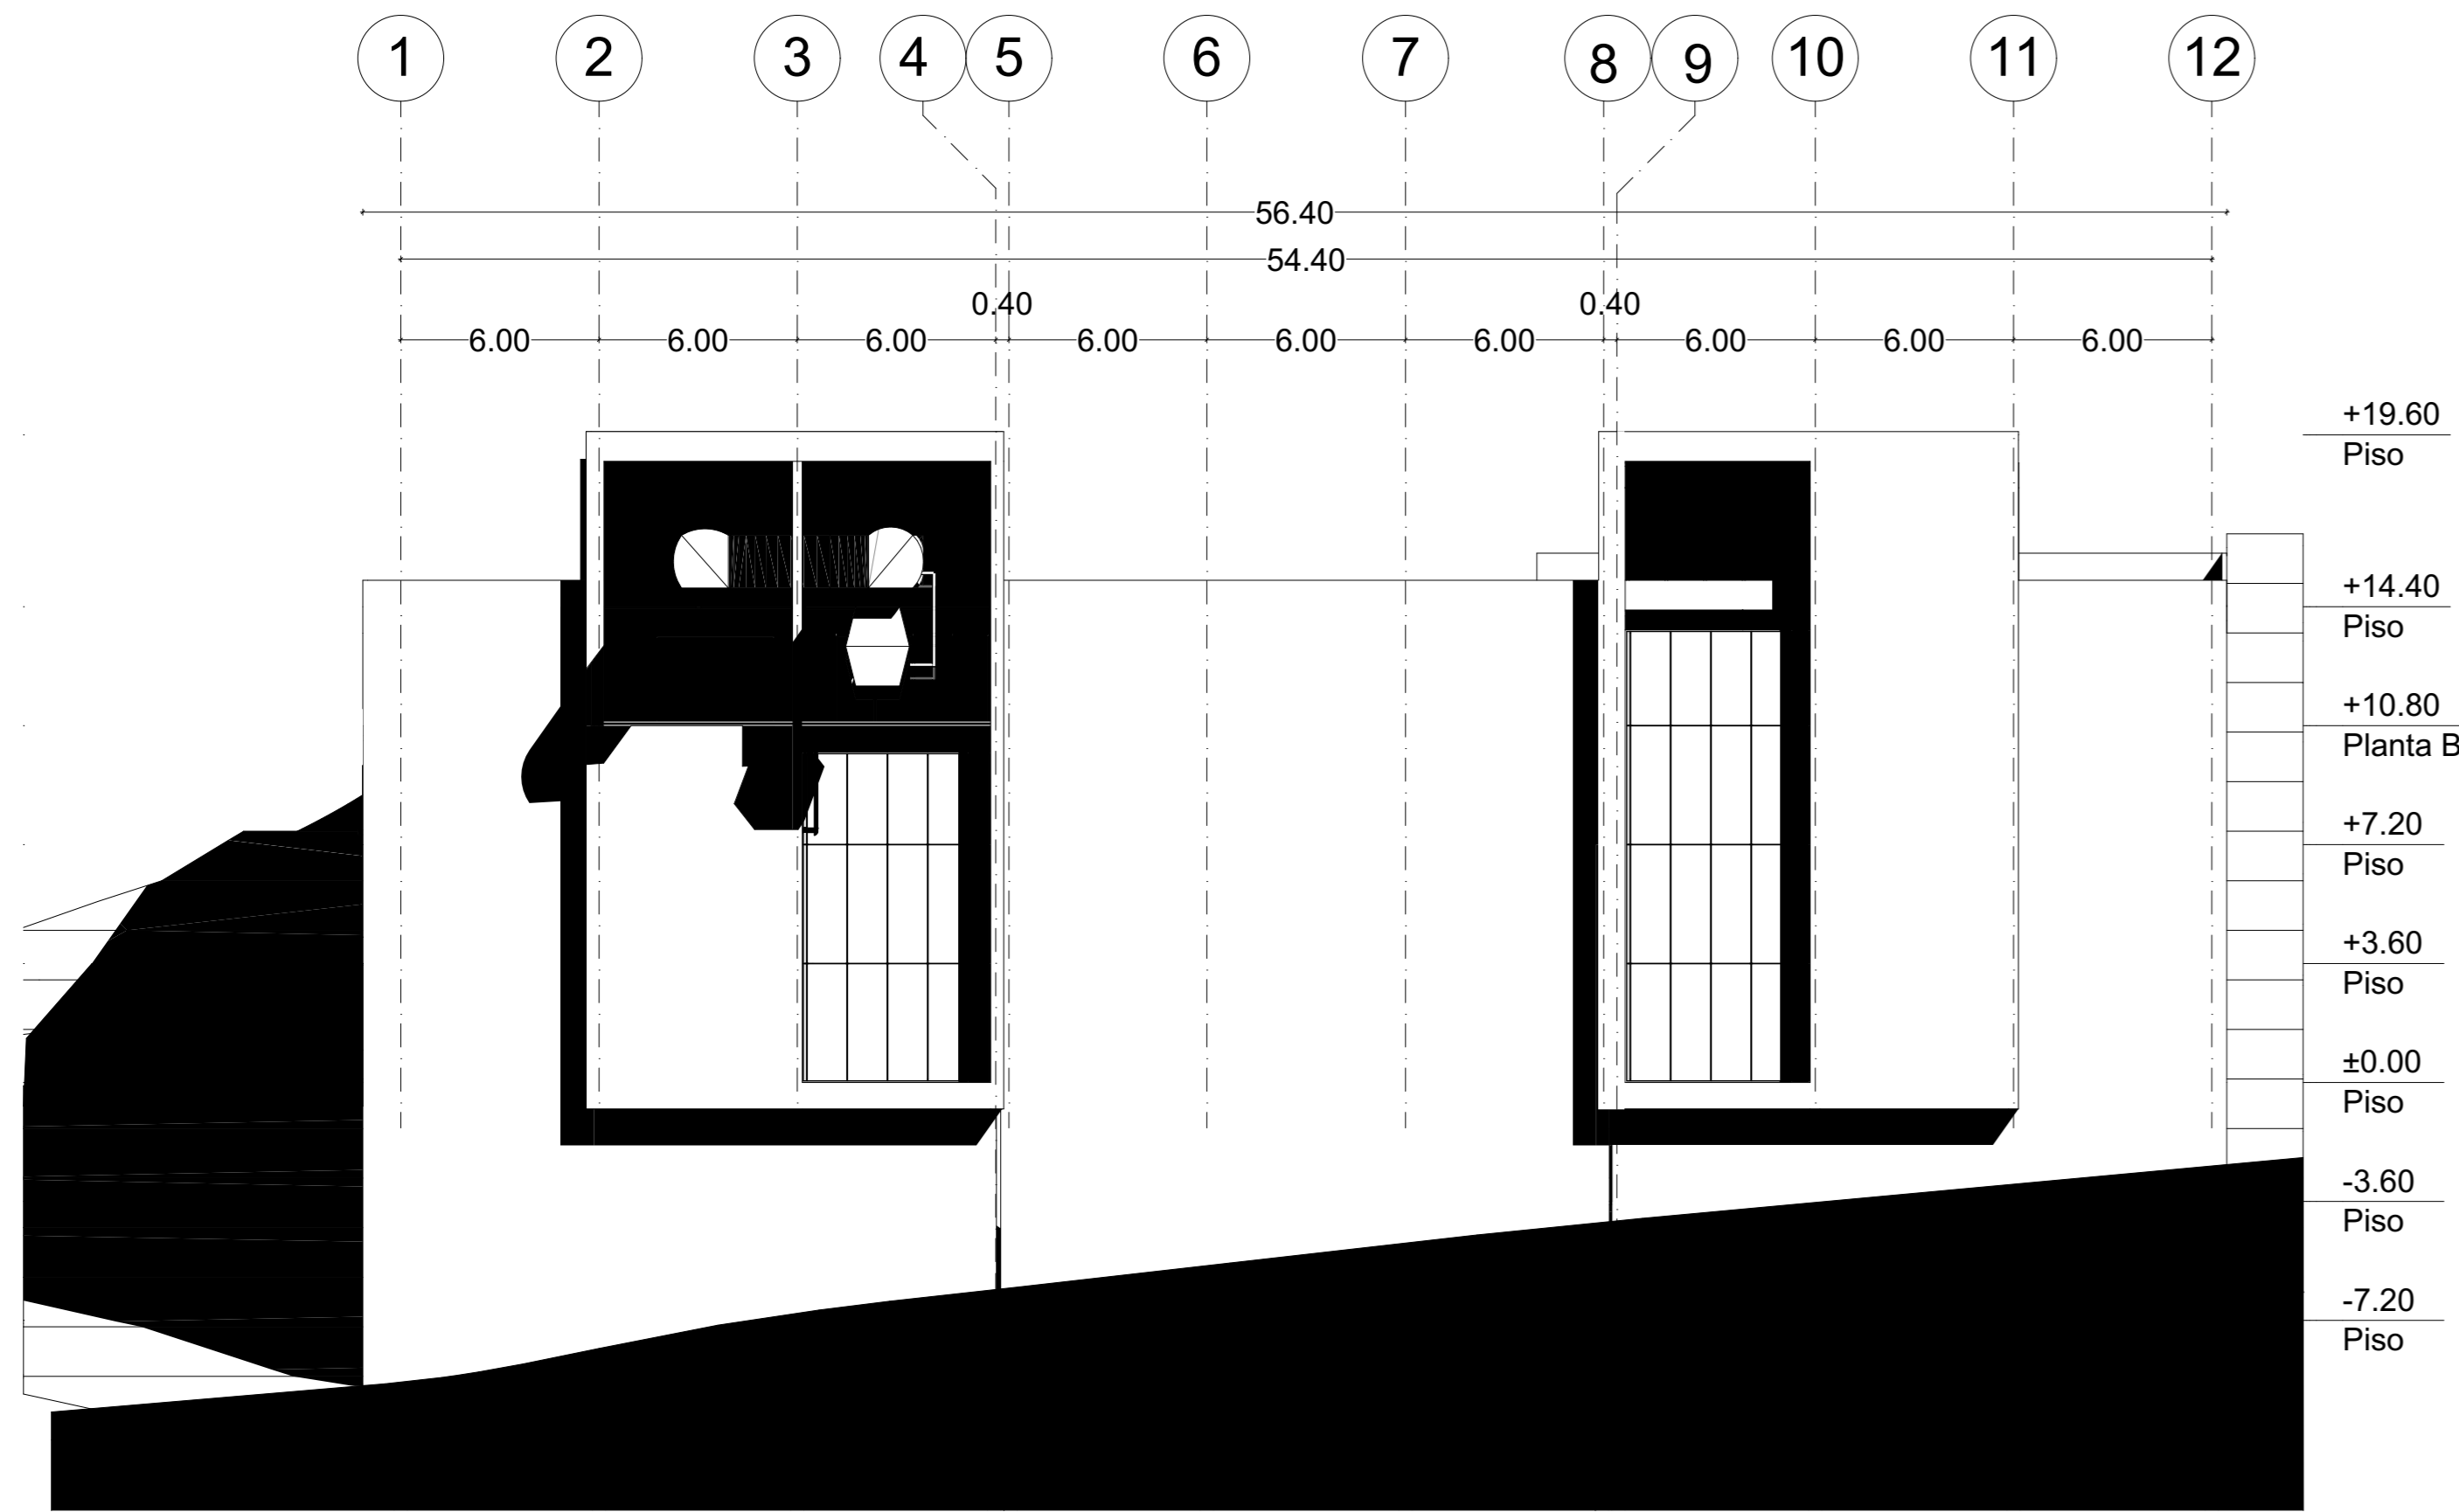 1 2 3 4 5 6 7 8 9 10 11 12
56.40
54.40
0.40 0.40
6.00 6.00 6.00 6.00 6.00 6.00 6.00 6.00 6.00
+19.60
Piso
+14.40
Piso
+10.80
Planta B
+7.20
Piso
+3.60
Piso
±0.00
Piso
-3.60
Piso
-7.20
Piso